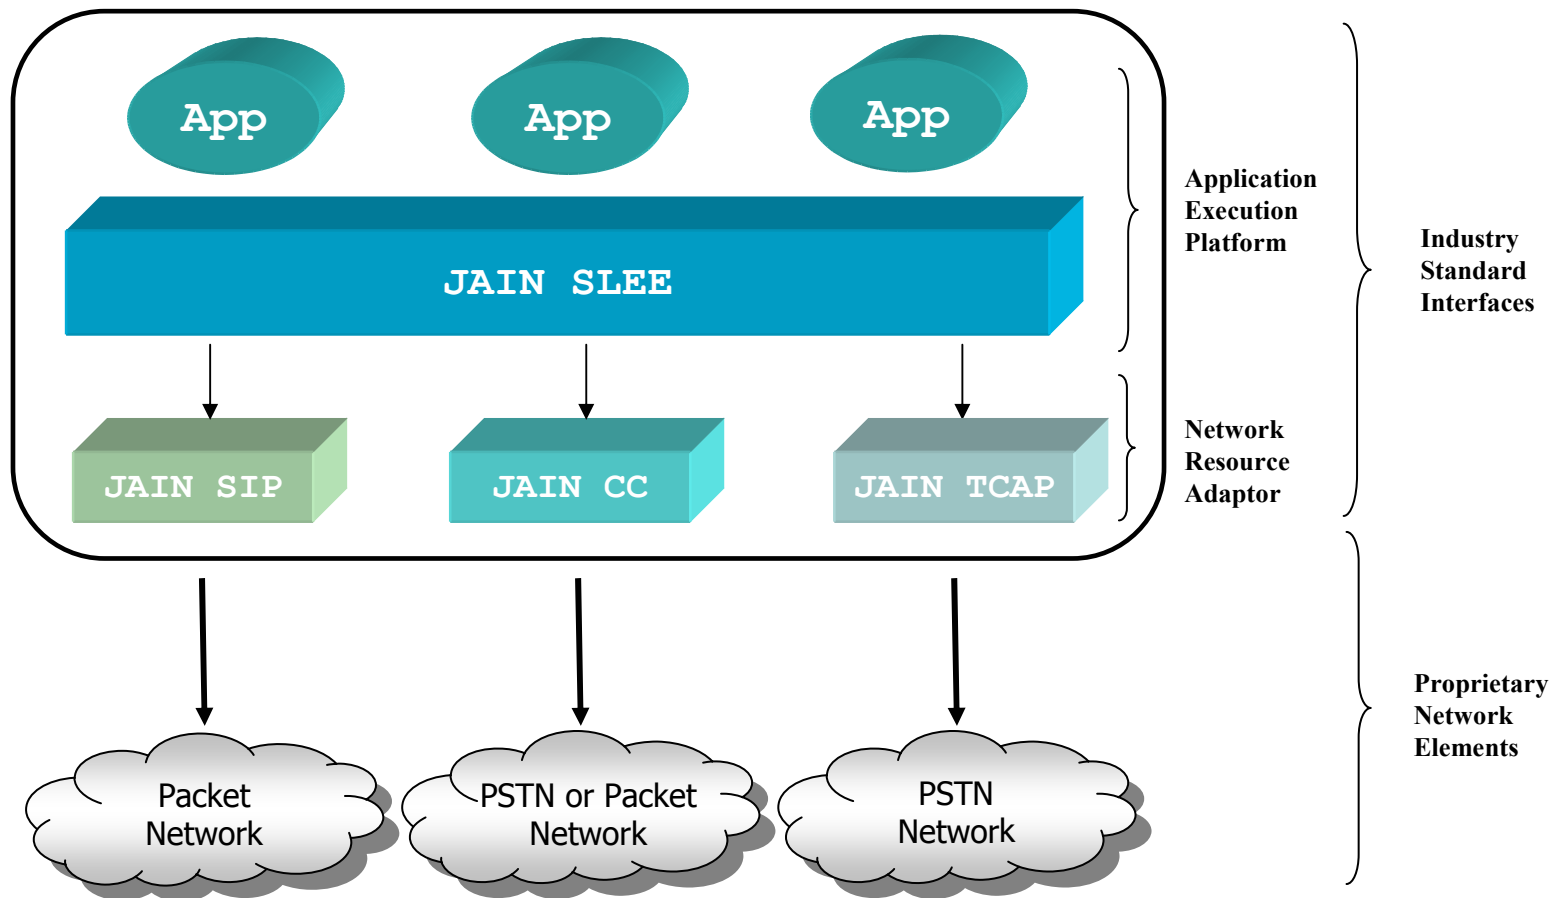 App
App
App
JAIN SLEE
Application
Execution
Platform
Industry
Standard
Interfaces
JAIN SIP
JAIN CC
JAIN TCAP
Network
Resource
Adaptor
Packet
Network
PSTN or Packet
Network
PSTN
Network
Proprietary
Network
Elements